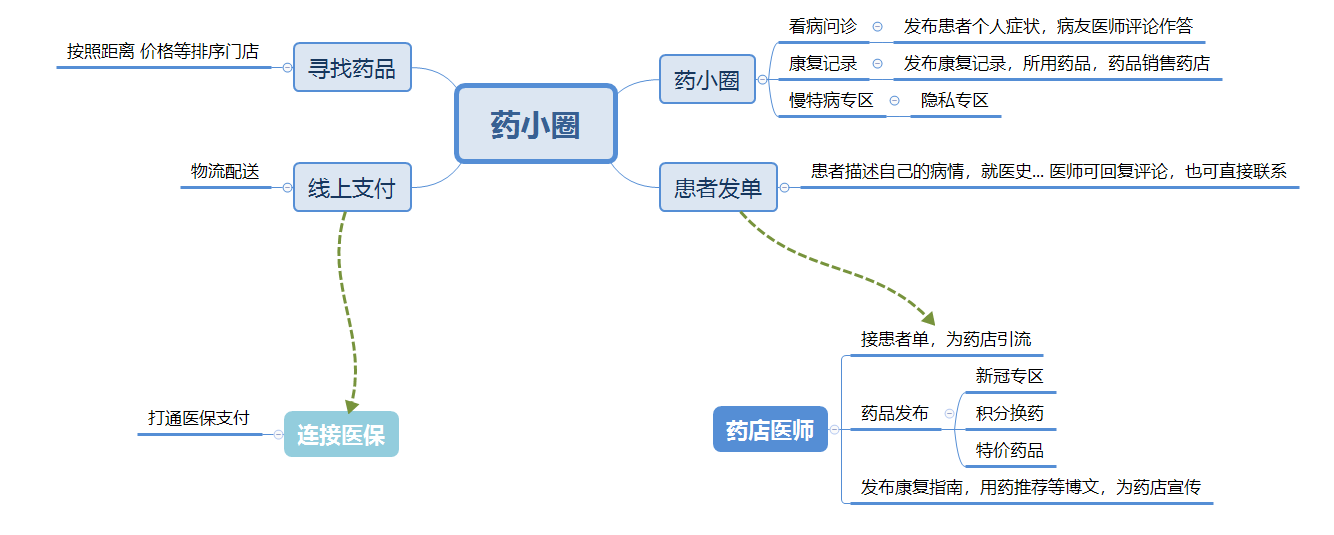 药小圈
寻找药品
按照距离 价格等排序门店
线上支付
物流配送
药小圈
看病问诊
发布患者个人症状，病友医师评论作答
康复记录
发布康复记录，所用药品，药品销售药店
慢特病专区
隐私专区
患者发单
患者描述自己的病情，就医史... 医师可回复评论，也可直接联系
连接医保
打通医保支付
药店医师
接患者单，为药店引流
药品发布
新冠专区
积分换药
特价药品
发布康复指南，用药推荐等博文，为药店宣传